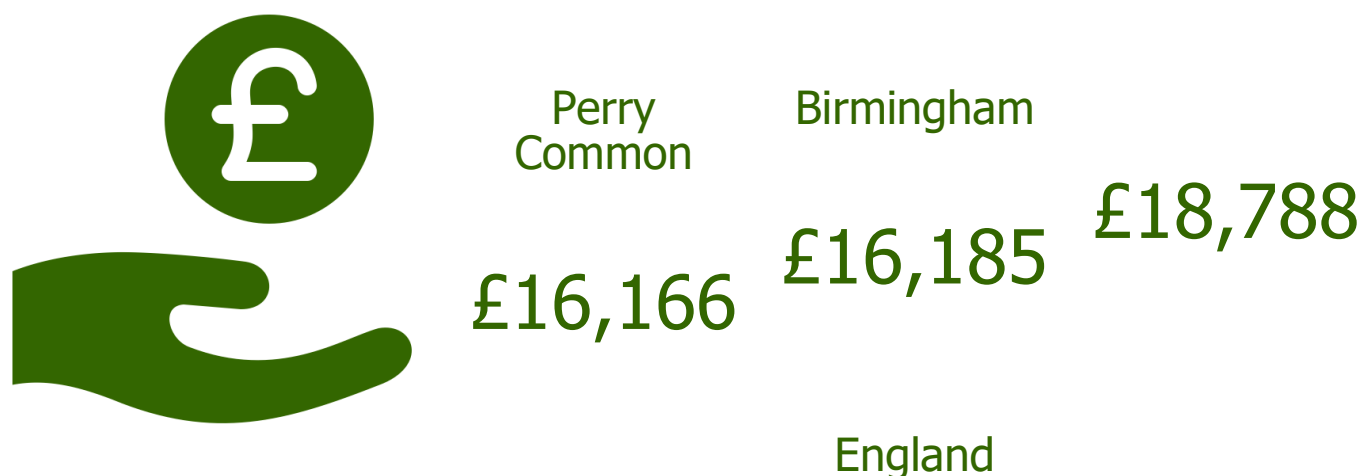 £
Perry
Common
£16,166
Birmingham
£16,185
£18,788
England